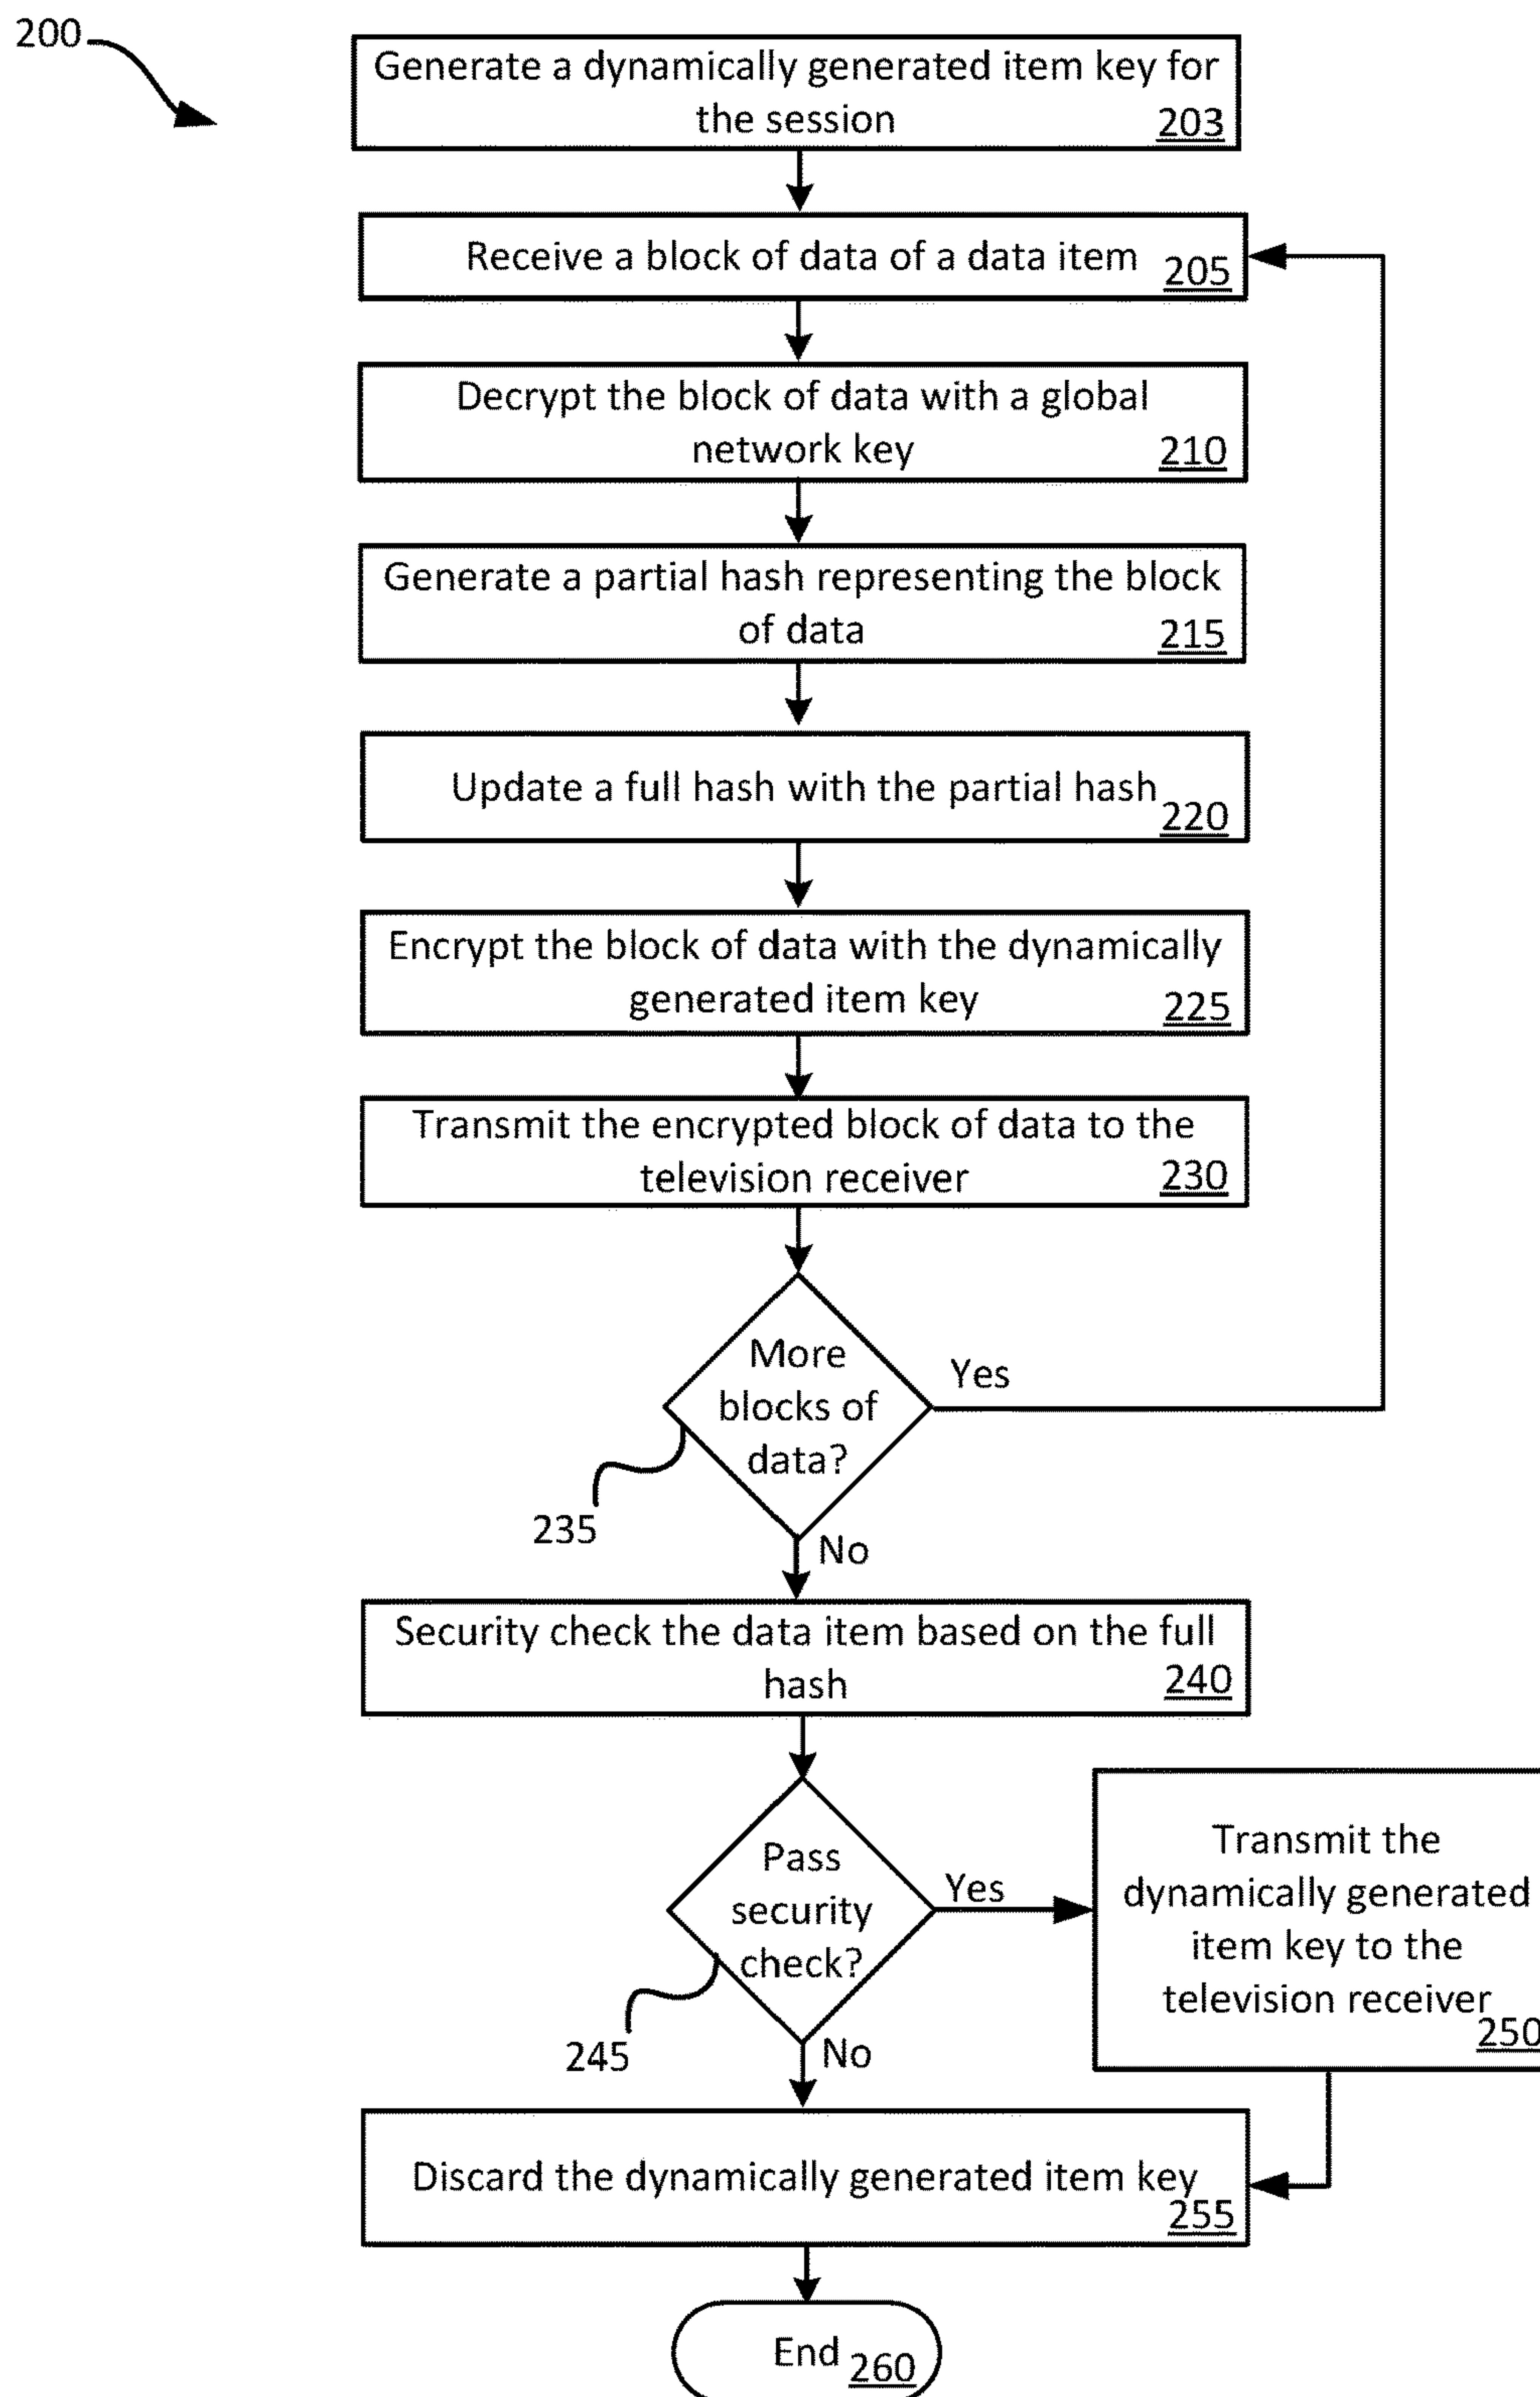 200
Generate a dynamically generated item key for
the session
203
Receive a block of data of a data item
205
Decrypt the block of data with a global
network key
210
Generate a partial hash representing the block
of data
215
Update a full hash with the partial hash
220
Encrypt the block of data with the dynamically
generated item key
225
Transmit the encrypted block of data to the
television receiver
230
More
blocks of
data?
Yes
235
No
Security check the data item based on the full
hash
240
Pass
security
check?
Yes
Transmit the
dynamically generated
item key to the
television receiver
250
245
No
Discard the dynamically generated item key
255
End
260